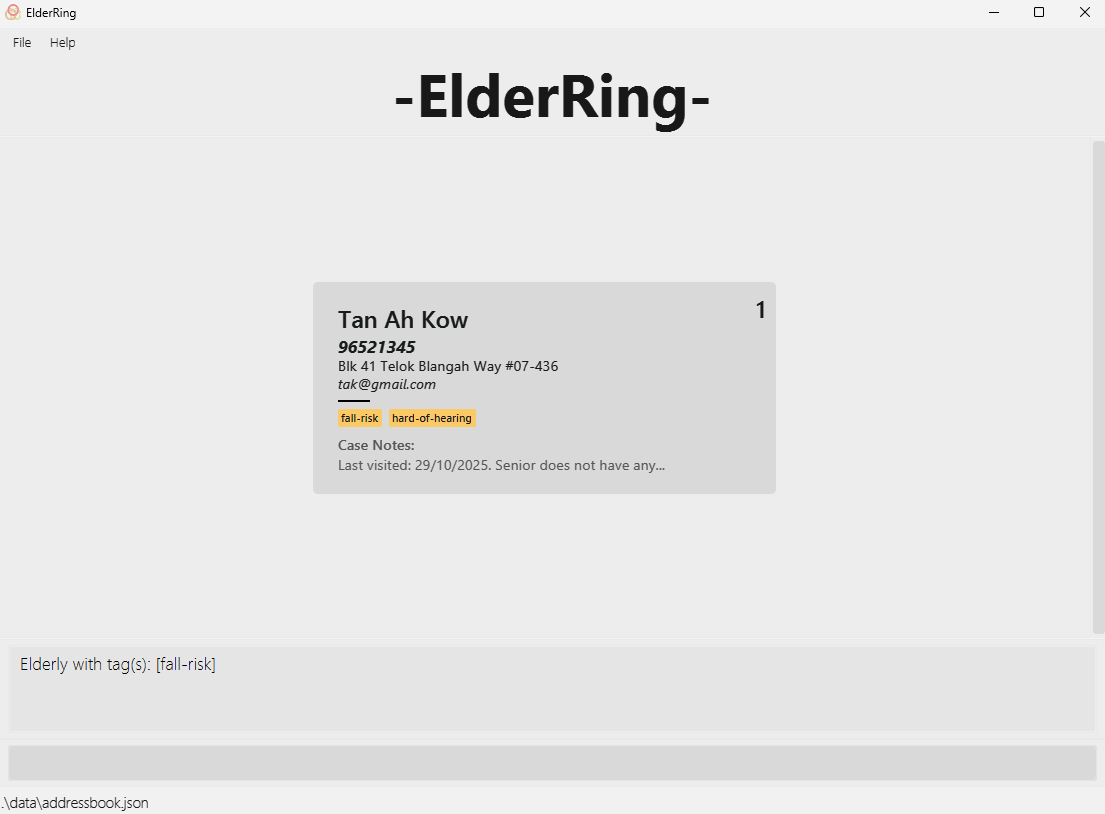 ElderRing
File Help
-ElderRing-
Tan Ah Kow 1
96521345
Blk 41 Telok Blangah Way #07-436
tak@gmail.com
fall-risk hard-of-hearing
Case Notes:
Last visited: 29/10/2025. Senior does not have any...
Elderly with tag(s): [fall-risk]
.\data\addressbook.json